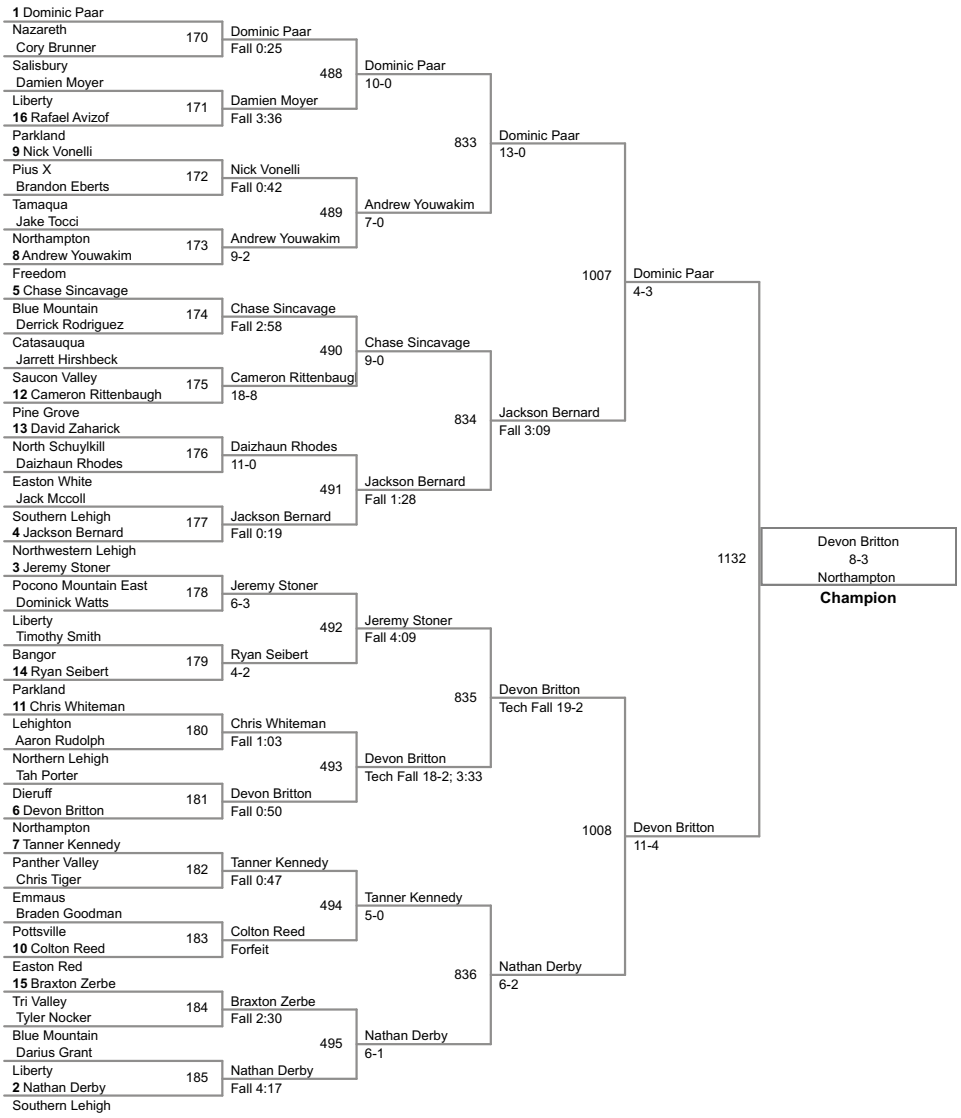 1 Dominic Paar
Nazareth
Cory Brunner
Salisbury
Damien Moyer
Liberty
16 Rafael Avizof
Parkland
9 Nick Vonelli
Pius X
Brandon Eberts
Tamaqua
Jake Tocci
Northampton
8 Andrew Youwakim
Freedom
5 Chase Sincavage
Blue Mountain
Derrick Rodriguez
Catasauqua
Jarrett Hirshbeck
Saucon Valley
12 Cameron Rittenbaugh
Pine Grove
13 David Zaharick
North Schuylkill
Daizhaun Rhodes
Easton White
Jack Mccoll
Southern Lehigh
4 Jackson Bernard
Northwestern Lehigh
3 Jeremy Stoner
Pocono Mountain East
Dominick Watts
Liberty
Timothy Smith
Bangor
14 Ryan Seibert
Parkland
11 Chris Whiteman
Lehighton
Aaron Rudolph
Northern Lehigh
Tah Porter
Dieruff
6 Devon Britton
Northampton
7 Tanner Kennedy
Panther Valley
Chris Tiger
Emmaus
Braden Goodman
Pottsville
10 Colton Reed
Easton Red
15 Braxton Zerbe
Tri Valley
Tyler Nocker
Blue Mountain
Darius Grant
Liberty
2 Nathan Derby
Southern Lehigh
170
171
172
173
174
175
176
177
178
179
180
181
182
183
184
185
Dominic Paar
Fall 0:25
Damien Moyer
Fall 3:36
Nick Vonelli
Fall 0:42
Andrew Youwakim
9-2
Chase Sincavage
Fall 2:58
Cameron Rittenbaugh
18-8
Daizhaun Rhodes
11-0
Jackson Bernard
Fall 0:19
Jeremy Stoner
6-3
Ryan Seibert
4-2
Chris Whiteman
Fall 1:03
Devon Britton
Fall 0:50
Tanner Kennedy
Fall 0:47
Colton Reed
Forfeit
Braxton Zerbe
Fall 2:30
Nathan Derby
Fall 4:17
488
489
490
491
492
493
494
495
Dominic Paar
10-0
Andrew Youwakim
7-0
Chase Sincavage
9-0
Jackson Bernard
Fall 1:28
Jeremy Stoner
Fall 4:09
Devon Britton
Tech Fall 18-2; 3:33
Tanner Kennedy
5-0
Nathan Derby
6-1
833
834
835
836
Dominic Paar
13-0
Jackson Bernard
Fall 3:09
Devon Britton
Tech Fall 19-2
Nathan Derby
6-2
1007
1008
Dominic Paar
4-3
Devon Britton
11-4
1132
Devon Britton
8-3
Northampton
Champion